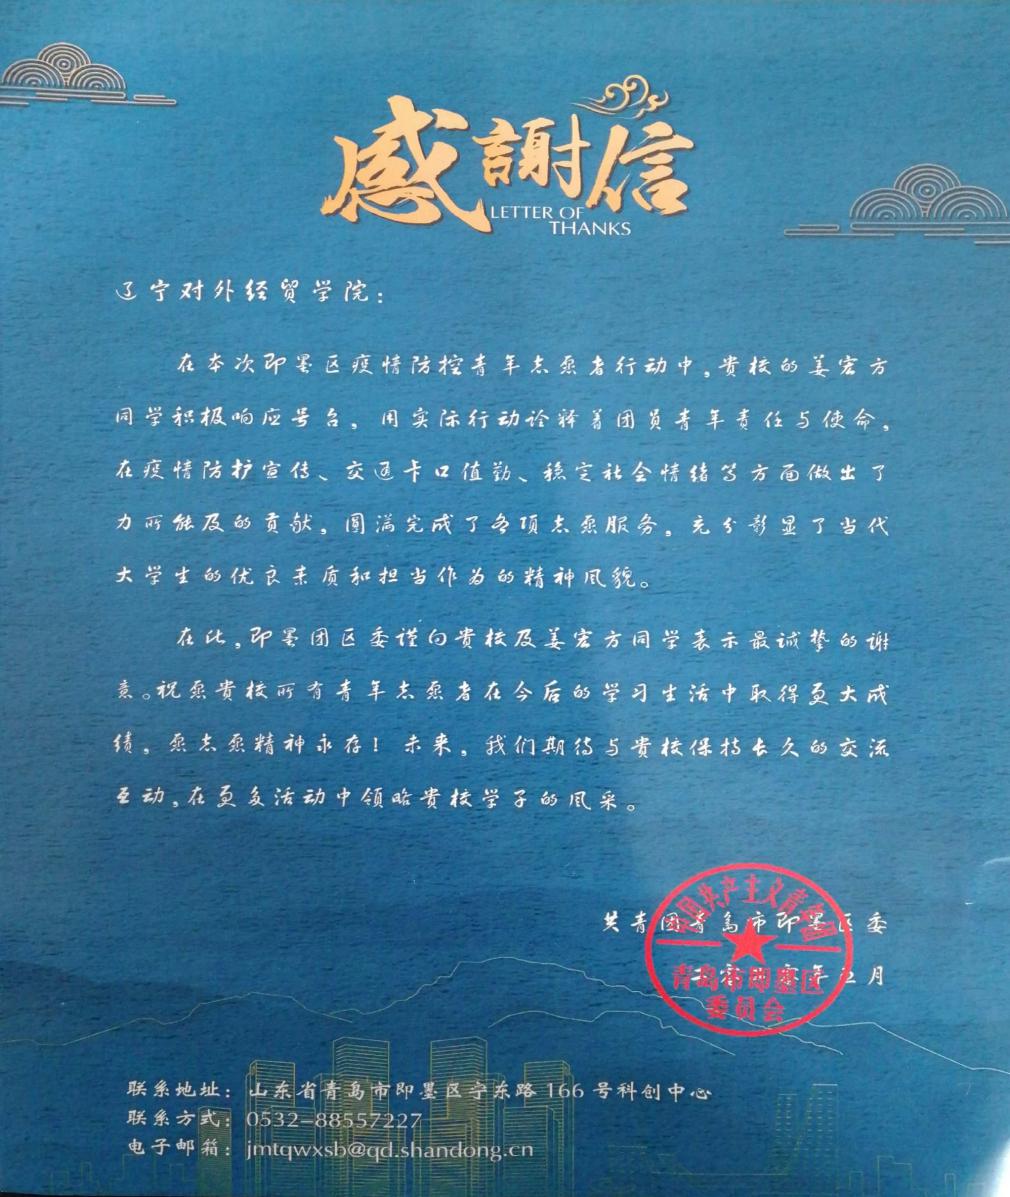 感謝信
LETTER OF
THANKS
辽宁对外经贸学院：
在本次即墨区疫情防控青年志愿者行动中，贵校的姜宏方
同学积极响应号召，用实际行动诠释着团员青年责任与使命，
在疫情防护宣传、交通卡口值勤、稳定社会情绪等方面做出了
力所能及的贡献，圆满完成了各项志愿服务，充分彰显了当代
大学生的优良素质和担当作为的精神风貌。
在此，即墨团区委谨向贵校及姜宏方同学表示最诚挚的谢
意。祝愿贵校所有青年志愿者在今后的学习生活中取得更大成
绩，愿志愿精神永存！未来，我们期待与贵校保持长久的交流
互动，在更多活动中领略贵校学子的风采。
共青团青岛市即墨区委
年五月
中国共产主义青年团
青岛市即墨区
委员会
联系地址：山东省青岛市即墨区宁东路 166 号科创中心
联系方式：0532-88557227
电子邮箱：jmtqwxsb@qd.shandong.cn